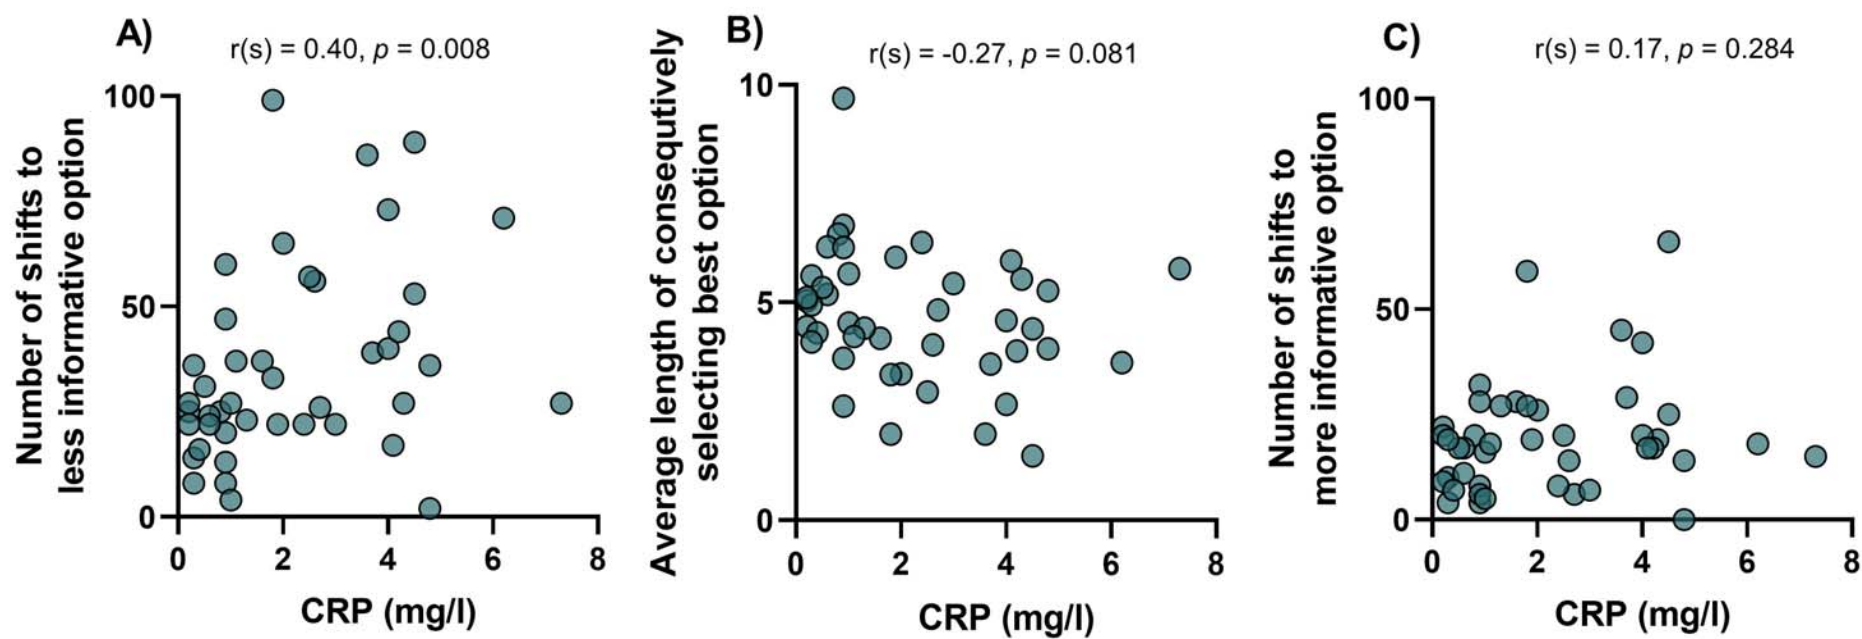 A)
r(s) = 0.40, p = 0.008
Number of shifts to
less informative option
100
50
0
0 2 4 6 8
CRP (mg/l)
B)
r(s) = -0.27, p = 0.081
Average length of consequtively
selecting best option
10
5
0
0 2 4 6 8
CRP (mg/l)
C)
r(s) = 0.17, p = 0.284
Number of shifts to
more informative option
100
50
0
0 2 4 6 8
CRP (mg/l)